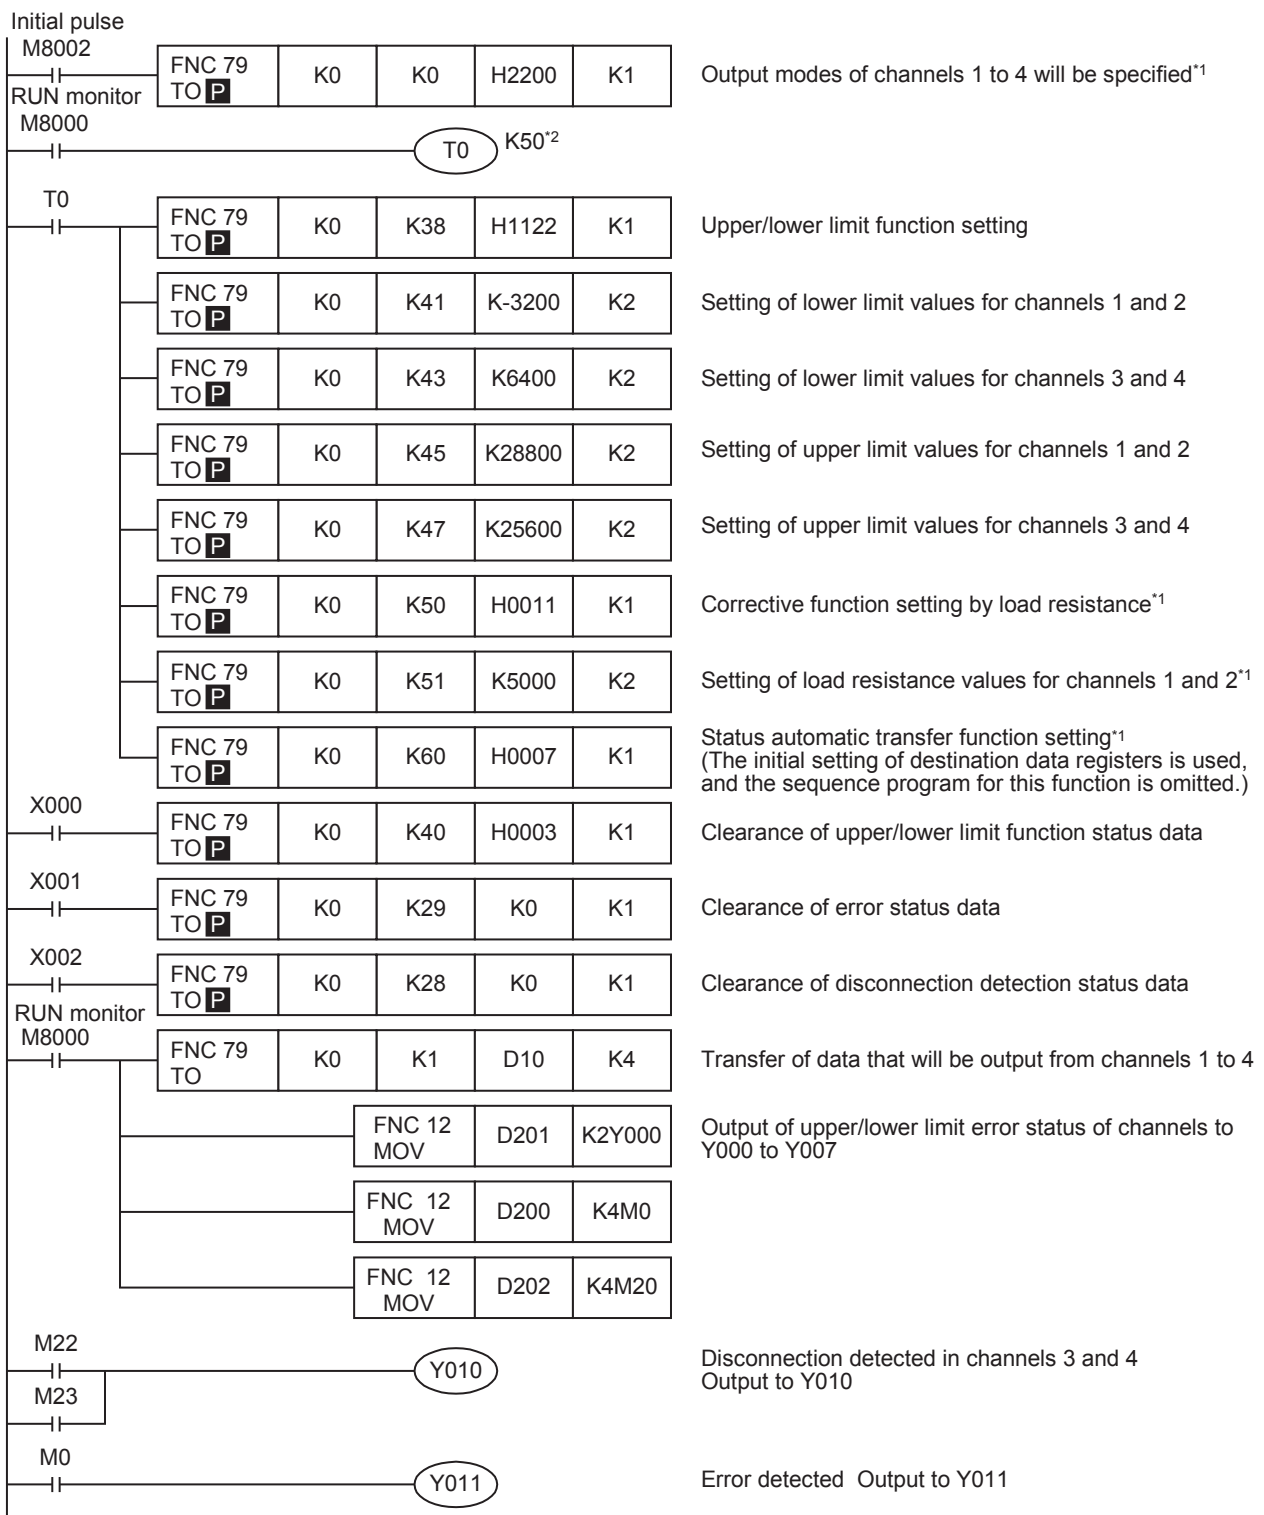 Initial pulse
M8002
FNC 79
TO P
K0
K0
H2200
K1
Output modes of channels 1 to 4 will be specified*1
RUN monitor
M8000
T0
K50*2
T0
FNC 79
TO P
K0
K38
H1122
K1
Upper/lower limit function setting
FNC 79
TO P
K0
K41
K-3200
K2
Setting of lower limit values for channels 1 and 2
FNC 79
TO P
K0
K43
K6400
K2
Setting of lower limit values for channels 3 and 4
FNC 79
TO P
K0
K45
K28800
K2
Setting of upper limit values for channels 1 and 2
FNC 79
TO P
K0
K47
K25600
K2
Setting of upper limit values for channels 3 and 4
FNC 79
TO P
K0
K50
H0011
K1
Corrective function setting by load resistance*1
FNC 79
TO P
K0
K51
K5000
K2
Setting of load resistance values for channels 1 and 2*1
FNC 79
TO P
K0
K60
H0007
K1
Status automatic transfer function setting*1
(The initial setting of destination data registers is used,
and the sequence program for this function is omitted.)
X000
FNC 79
TO P
K0
K40
H0003
K1
Clearance of upper/lower limit function status data
X001
FNC 79
TO P
K0
K29
K0
K1
Clearance of error status data
X002
FNC 79
TO P
K0
K28
K0
K1
Clearance of disconnection detection status data
RUN monitor
M8000
FNC 79
TO
K0
K1
D10
K4
Transfer of data that will be output from channels 1 to 4
FNC 12
MOV
D201
K2Y000
Output of upper/lower limit error status of channels to
Y000 to Y007
FNC 12
MOV
D200
K4M0
FNC 12
MOV
D202
K4M20
M22
Y010
Disconnection detected in channels 3 and 4
Output to Y010
M23
M0
Y011
Error detected Output to Y011